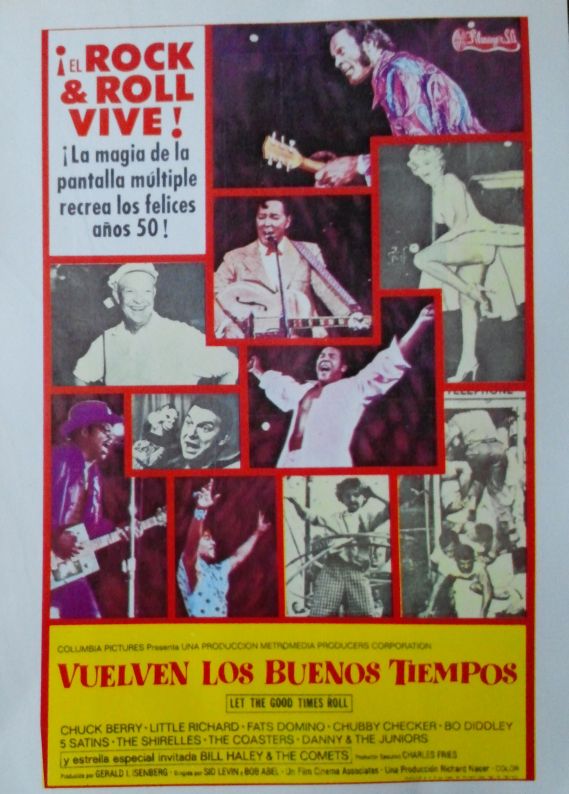 ¡EL ROCK
& ROLL
VIVE!
¡La magia de la
pantalla múltiple
recrea los felices
años 50!
Filmayer S.A.
TELEPHONE
COLUMBIA PICTURES Presenta UNA PRODUCCION METROMEDIA PRODUCERS CORPORATION
VUELVEN LOS BUENOS TIEMPOS
LET THE GOOD TIMES ROLL
CHUCK BERRY · LITTLE RICHARD · FATS DOMINO · CHUBBY CHECKER · BO DIDDLEY
5 SATINS · THE SHIRELLES · THE COASTERS · DANNY & THE JUNIORS
y estrella especial invitada BILL HALEY & THE COMETS Productor Ejecutivo CHARLES FRIES
Producida por GERALD I. ISENBERG · Dirigida por SID LEVIN y BOB ABEL · Un Film Cinema Associates · Una Producción Richard Nader · COLOR